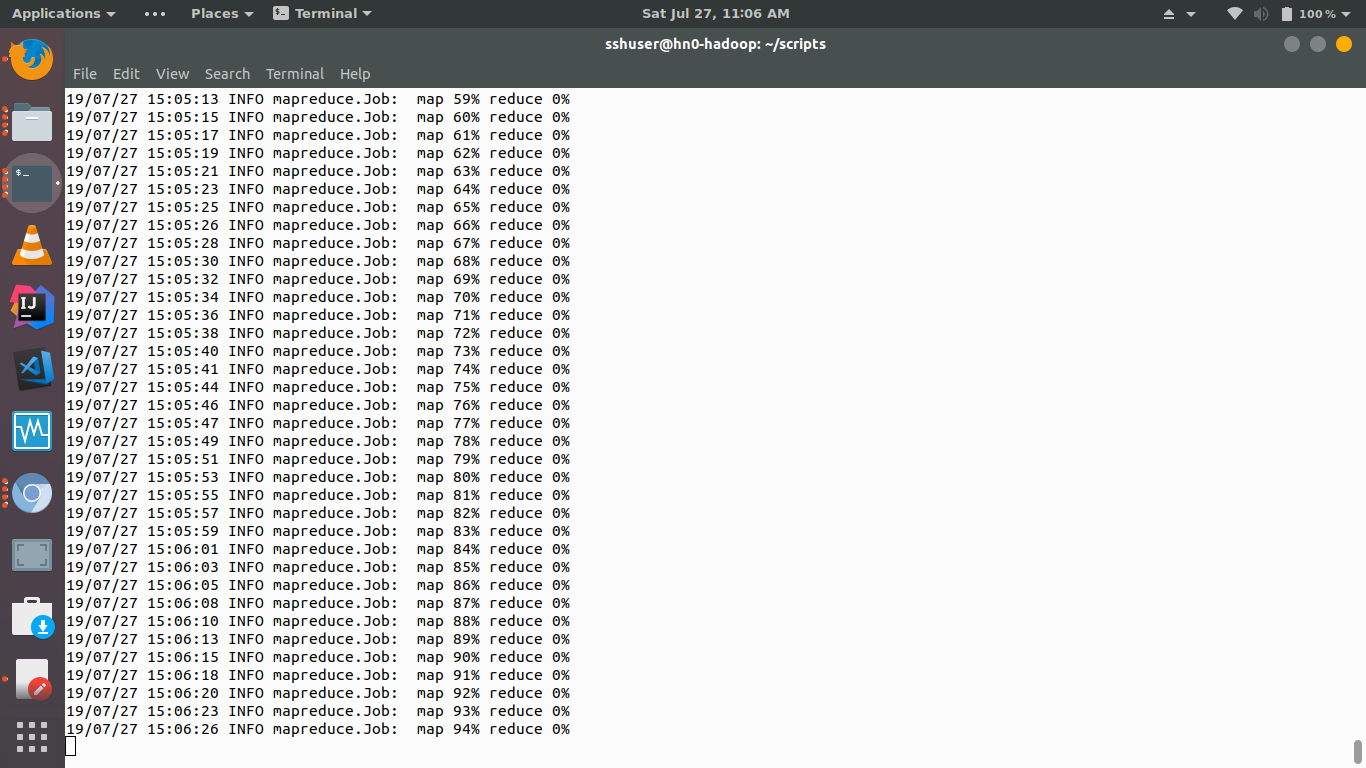 Applications Places Terminal Sat Jul 27, 11:06 AM 100 %
sshuser@hn0-hadoop: ~/scripts
File Edit View Search Terminal Help
19/07/27 15:05:13 INFO mapreduce.Job:  map 59% reduce 0%
19/07/27 15:05:15 INFO mapreduce.Job:  map 60% reduce 0%
19/07/27 15:05:17 INFO mapreduce.Job:  map 61% reduce 0%
19/07/27 15:05:19 INFO mapreduce.Job:  map 62% reduce 0%
19/07/27 15:05:21 INFO mapreduce.Job:  map 63% reduce 0%
19/07/27 15:05:23 INFO mapreduce.Job:  map 64% reduce 0%
19/07/27 15:05:25 INFO mapreduce.Job:  map 65% reduce 0%
19/07/27 15:05:26 INFO mapreduce.Job:  map 66% reduce 0%
19/07/27 15:05:28 INFO mapreduce.Job:  map 67% reduce 0%
19/07/27 15:05:30 INFO mapreduce.Job:  map 68% reduce 0%
19/07/27 15:05:32 INFO mapreduce.Job:  map 69% reduce 0%
19/07/27 15:05:34 INFO mapreduce.Job:  map 70% reduce 0%
19/07/27 15:05:36 INFO mapreduce.Job:  map 71% reduce 0%
19/07/27 15:05:38 INFO mapreduce.Job:  map 72% reduce 0%
19/07/27 15:05:40 INFO mapreduce.Job:  map 73% reduce 0%
19/07/27 15:05:41 INFO mapreduce.Job:  map 74% reduce 0%
19/07/27 15:05:44 INFO mapreduce.Job:  map 75% reduce 0%
19/07/27 15:05:46 INFO mapreduce.Job:  map 76% reduce 0%
19/07/27 15:05:47 INFO mapreduce.Job:  map 77% reduce 0%
19/07/27 15:05:49 INFO mapreduce.Job:  map 78% reduce 0%
19/07/27 15:05:51 INFO mapreduce.Job:  map 79% reduce 0%
19/07/27 15:05:53 INFO mapreduce.Job:  map 80% reduce 0%
19/07/27 15:05:55 INFO mapreduce.Job:  map 81% reduce 0%
19/07/27 15:05:57 INFO mapreduce.Job:  map 82% reduce 0%
19/07/27 15:05:59 INFO mapreduce.Job:  map 83% reduce 0%
19/07/27 15:06:01 INFO mapreduce.Job:  map 84% reduce 0%
19/07/27 15:06:03 INFO mapreduce.Job:  map 85% reduce 0%
19/07/27 15:06:05 INFO mapreduce.Job:  map 86% reduce 0%
19/07/27 15:06:08 INFO mapreduce.Job:  map 87% reduce 0%
19/07/27 15:06:10 INFO mapreduce.Job:  map 88% reduce 0%
19/07/27 15:06:13 INFO mapreduce.Job:  map 89% reduce 0%
19/07/27 15:06:15 INFO mapreduce.Job:  map 90% reduce 0%
19/07/27 15:06:18 INFO mapreduce.Job:  map 91% reduce 0%
19/07/27 15:06:20 INFO mapreduce.Job:  map 92% reduce 0%
19/07/27 15:06:23 INFO mapreduce.Job:  map 93% reduce 0%
19/07/27 15:06:26 INFO mapreduce.Job:  map 94% reduce 0%
$_
IJ